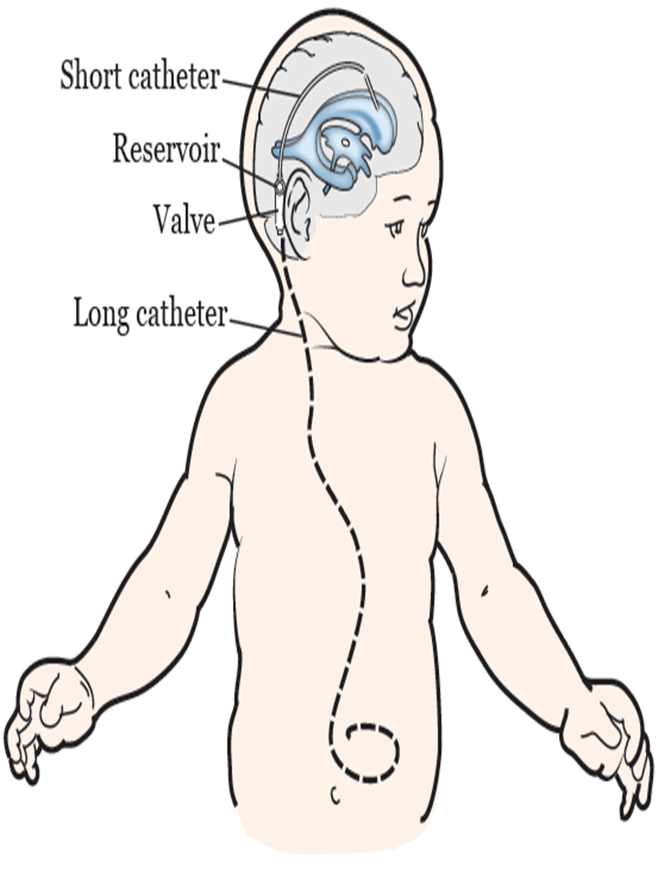 Short catheter
Reservoir
Valve
Long catheter